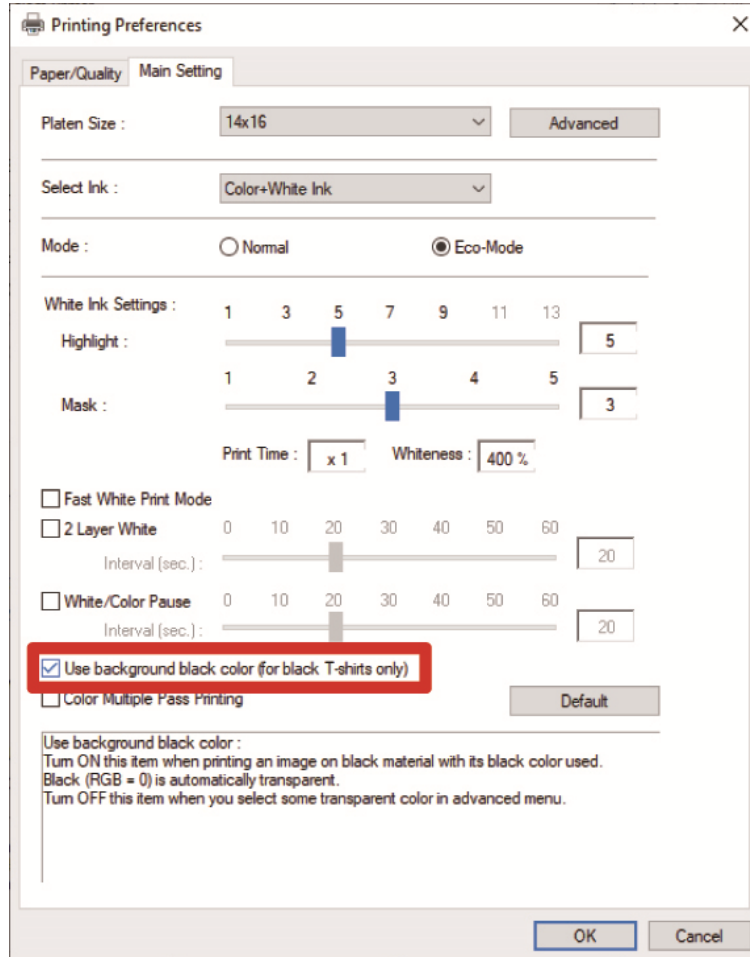 Printing Preferences
Paper/Quality Main Setting
Platen Size : 14x16 Advanced
Select Ink : Color+White Ink
Mode : Normal Eco-Mode
White Ink Settings : 1 3 5 7 9 11 13
Highlight : 5
1 2 3 4 5
Mask : 3
Print Time : x 1 Whiteness : 400 %
Fast White Print Mode
2 Layer White 0 10 20 30 40 50 60
Interval (sec.) : 20
White/Color Pause 0 10 20 30 40 50 60
Interval (sec.) : 20
Use background black color (for black T-shirts only)
Color Multiple Pass Printing Default
Use background black color :
Turn ON this item when printing an image on black material with its black color used.
Black (RGB = 0) is automatically transparent.
Turn OFF this item when you select some transparent color in advanced menu.
OK Cancel